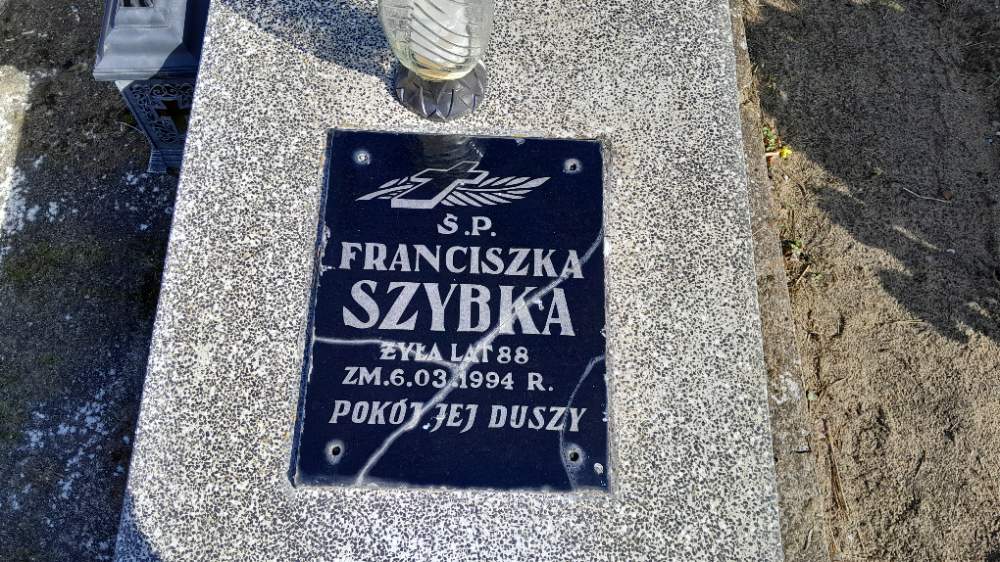 Ś.P.
FRANCISZKA
SZYBKA
ŻYŁA LAT 88
ZM.6.03.1994 R.
POKÓJ JEJ DUSZY